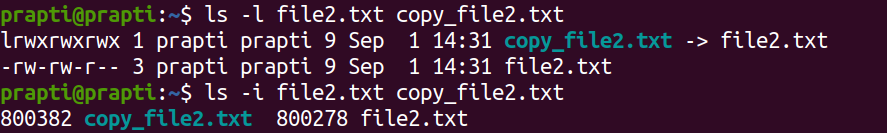 prapti@prapti:~$ ls -l file2.txt copy_file2.txt
lrwxrwxrwx 1 prapti prapti 9 Sep  1 14:31 copy_file2.txt -> file2.txt
-rw-rw-r-- 3 prapti prapti 9 Sep  1 14:31 file2.txt
prapti@prapti:~$ ls -i file2.txt copy_file2.txt
800382 copy_file2.txt  800278 file2.txt